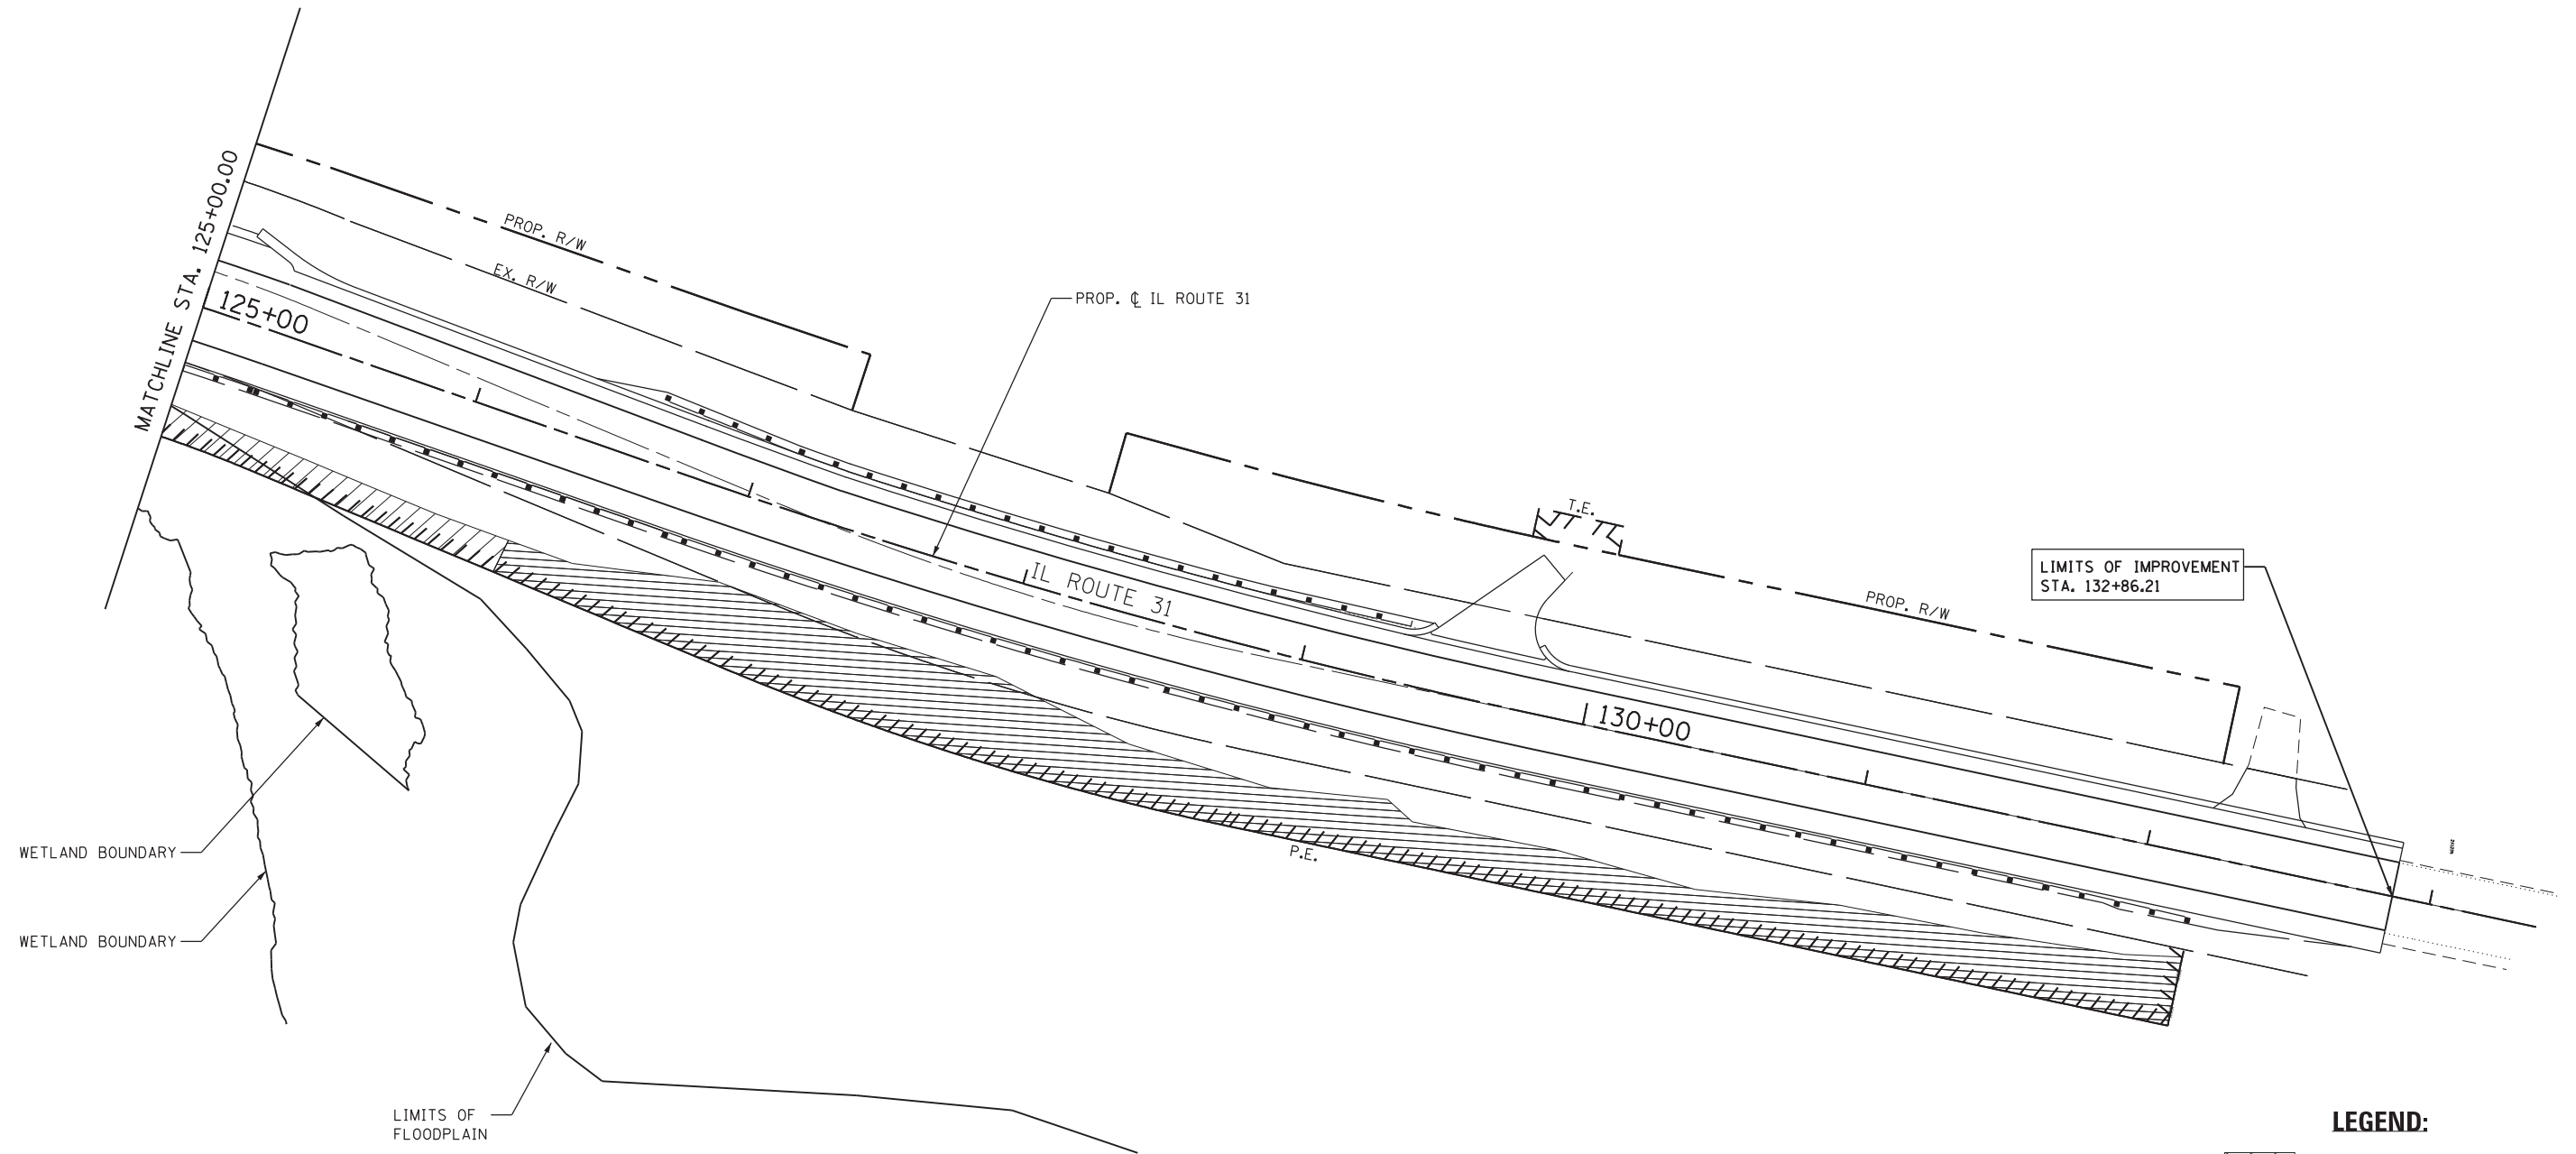 MATCHLINE STA. 125+00.00
PROP. R/W
EX. R/W
125+00
PROP. ℄ IL ROUTE 31
IL ROUTE 31
T.E.
PROP. R/W
LIMITS OF IMPROVEMENT
STA. 132+86.21
130+00
P.E.
WETLAND BOUNDARY
WETLAND BOUNDARY
LIMITS OF
FLOODPLAIN
LEGEND: